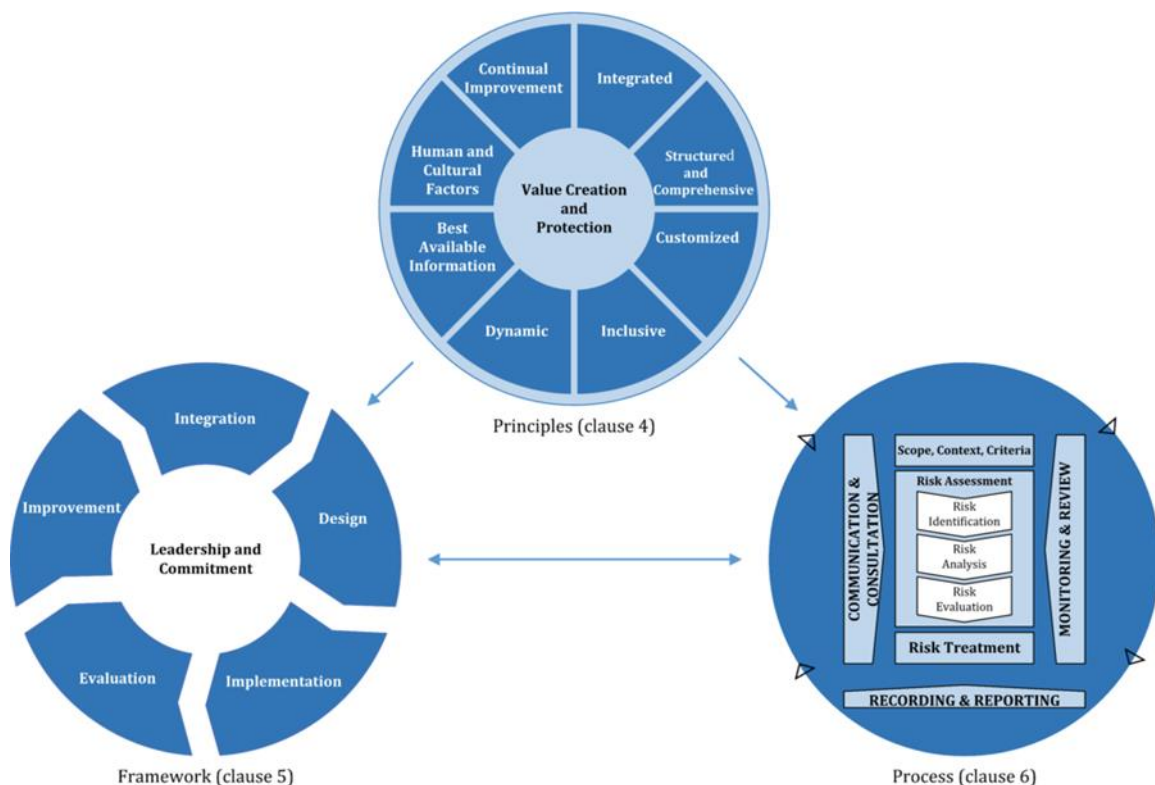 Continual
Improvement
Integrated
Human and
Cultural
Factors
Structured
and
Comprehensive
Value Creation
and
Protection
Best
Available
Information
Customized
Dynamic
Inclusive
Principles (clause 4)
Integration
Improvement
Design
Leadership and
Commitment
Evaluation
Implementation
Framework (clause 5)
Scope, Context, Criteria
Risk Assessment
Risk
Identification
Risk
Analysis
Risk
Evaluation
Risk Treatment
COMMUNICATION &
CONSULTATION
MONITORING & REVIEW
RECORDING & REPORTING
Process (clause 6)